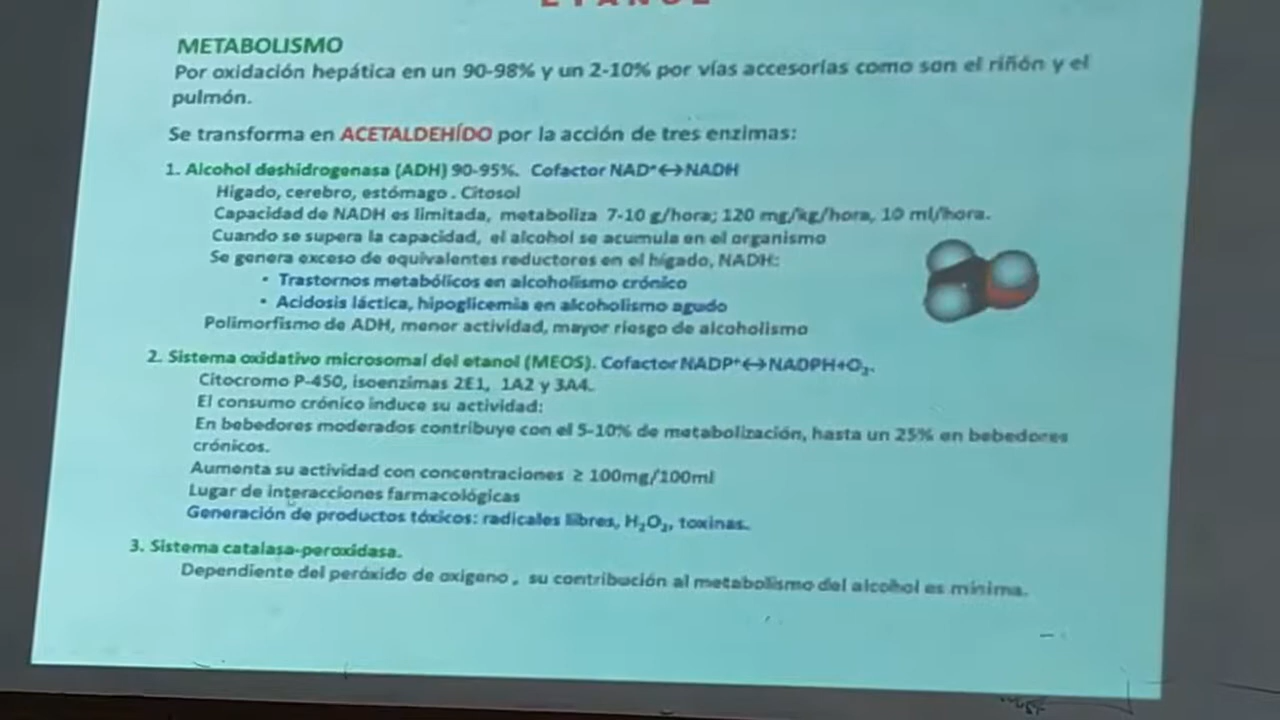 ETANOL
METABOLISMO
Por oxidación hepática en un 90-98% y un 2-10% por vías accesorias como son el riñón y el
pulmón.
Se transforma en ACETALDEHÍDO por la acción de tres enzimas:
1. Alcohol deshidrogenasa (ADH) 90-95%. Cofactor NAD⁺↔NADH
Hígado, cerebro, estómago . Citosol
Capacidad de NADH es limitada, metaboliza 7-10 g/hora; 120 mg/kg/hora, 10 ml/hora.
Cuando se supera la capacidad, el alcohol se acumula en el organismo
Se genera exceso de equivalentes reductores en el hígado, NADH:
• Trastornos metabólicos en alcoholismo crónico
• Acidosis láctica, hipoglicemia en alcoholismo agudo
Polimorfismo de ADH, menor actividad, mayor riesgo de alcoholismo
2. Sistema oxidativo microsomal del etanol (MEOS). Cofactor NADP⁺↔NADPH+O₂.
Citocromo P-450, isoenzimas 2E1, 1A2 y 3A4.
El consumo crónico induce su actividad:
En bebedores moderados contribuye con el 5-10% de metabolización, hasta un 25% en bebedores
crónicos.
Aumenta su actividad con concentraciones ≥ 100mg/100ml
Lugar de interacciones farmacológicas
Generación de productos tóxicos: radicales libres, H₂O₂, toxinas.
3. Sistema catalasa-peroxidasa.
Dependiente del peróxido de oxigeno , su contribución al metabolismo del alcohol es mínima.